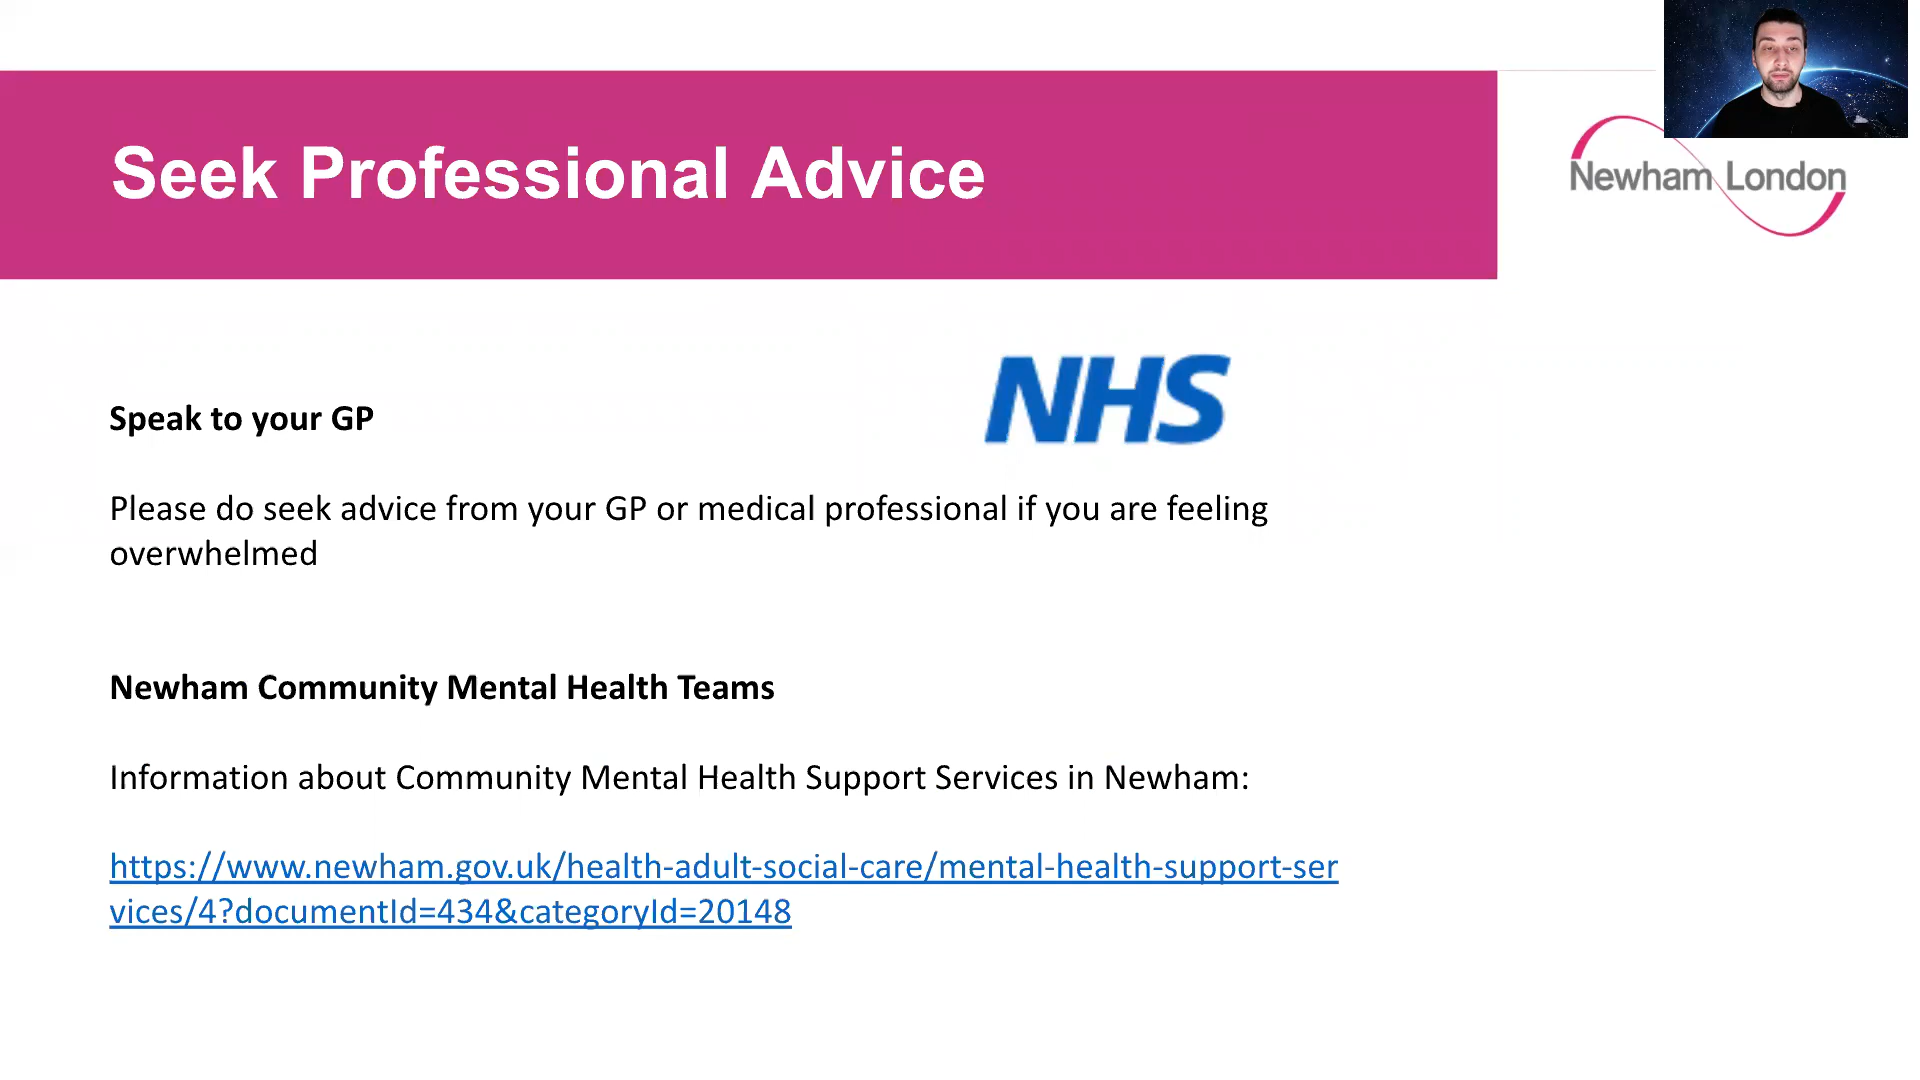 Seek Professional Advice
Newham London
NHS
Speak to your GP
Please do seek advice from your GP or medical professional if you are feeling
overwhelmed
Newham Community Mental Health Teams
Information about Community Mental Health Support Services in Newham:
https://www.newham.gov.uk/health-adult-social-care/mental-health-support-ser
vices/4?documentId=434&categoryId=20148